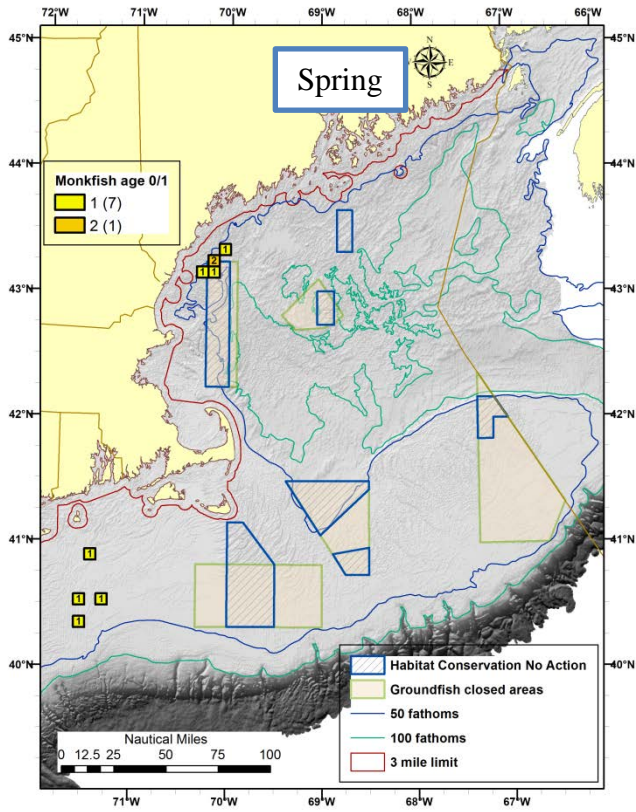 72°W 71°W 70°W 69°W 68°W 67°W 66°W
45°N 45°N
Spring
N
E
S
44°N 44°N
Monkfish age 0/1
1 (7)
2 (1)
1
2
1 1
43°N 43°N
42°N 42°N
41°N 41°N
1
1 1
1
40°N 40°N
Habitat Conservation No Action
Groundfish closed areas
50 fathoms
100 fathoms
3 mile limit
Nautical Miles
0 12.5 25 50 75 100
71°W 70°W 69°W 68°W 67°W